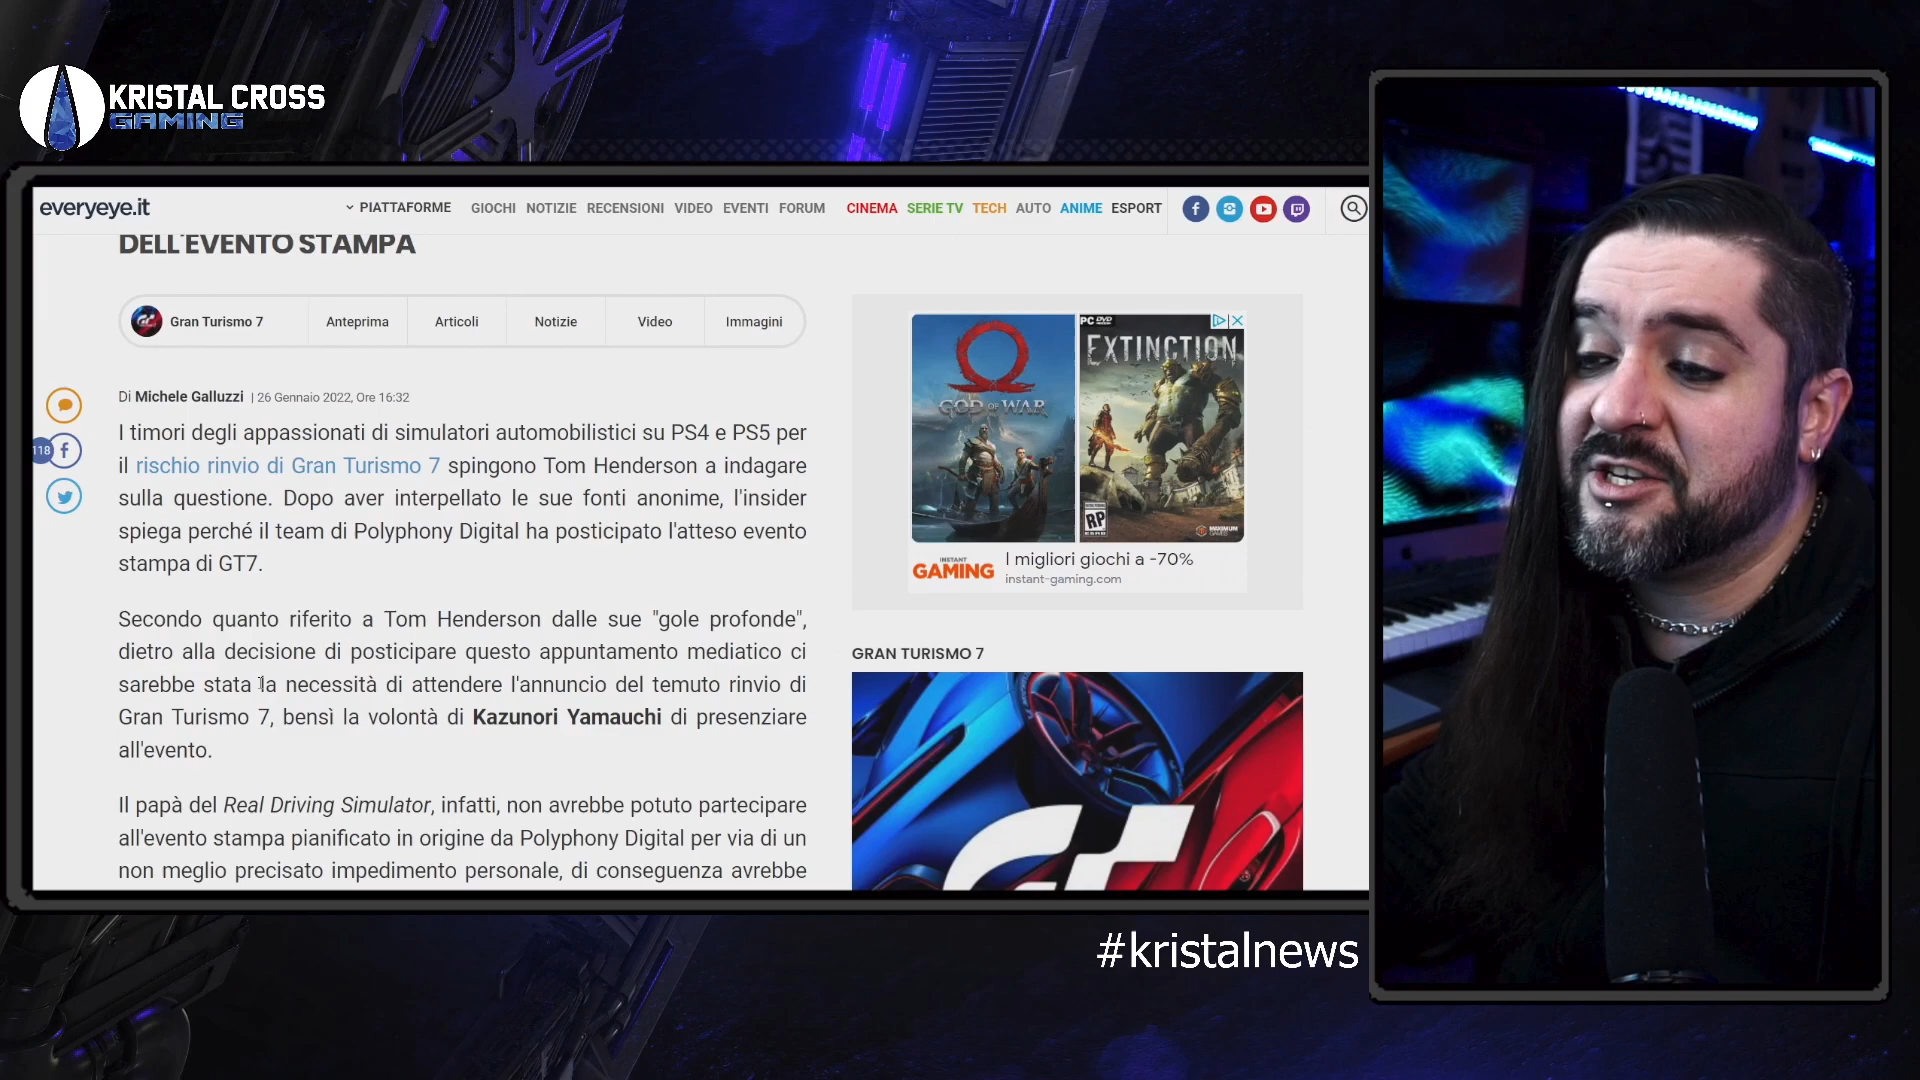 KRISTAL CROSS
GAMING
everyeye.it
PIATTAFORME GIOCHI NOTIZIE RECENSIONI VIDEO EVENTI FORUM CINEMA SERIE TV TECH AUTO ANIME ESPORT
DELL'EVENTO STAMPA
Gran Turismo 7 Anteprima Articoli Notizie Video Immagini
Di Michele Galluzzi | 26 Gennaio 2022, Ore 16:32
118
I timori degli appassionati di simulatori automobilistici su PS4 e PS5 per
il rischio rinvio di Gran Turismo 7 spingono Tom Henderson a indagare
sulla questione. Dopo aver interpellato le sue fonti anonime, l'insider
spiega perché il team di Polyphony Digital ha posticipato l'atteso evento
stampa di GT7.
Secondo quanto riferito a Tom Henderson dalle sue "gole profonde",
dietro alla decisione di posticipare questo appuntamento mediatico ci
sarebbe stata la necessità di attendere l'annuncio del temuto rinvio di
Gran Turismo 7, bensì la volontà di Kazunori Yamauchi di presenziare
all'evento.
Il papà del Real Driving Simulator, infatti, non avrebbe potuto partecipare
all'evento stampa pianificato in origine da Polyphony Digital per via di un
non meglio precisato impedimento personale, di conseguenza avrebbe
GOD OF WAR
PC DVD
EXTINCTION
RP
MAXIMUM
GAMES
INSTANT
GAMING
I migliori giochi a -70%
instant-gaming.com
GRAN TURISMO 7
#kristalnews